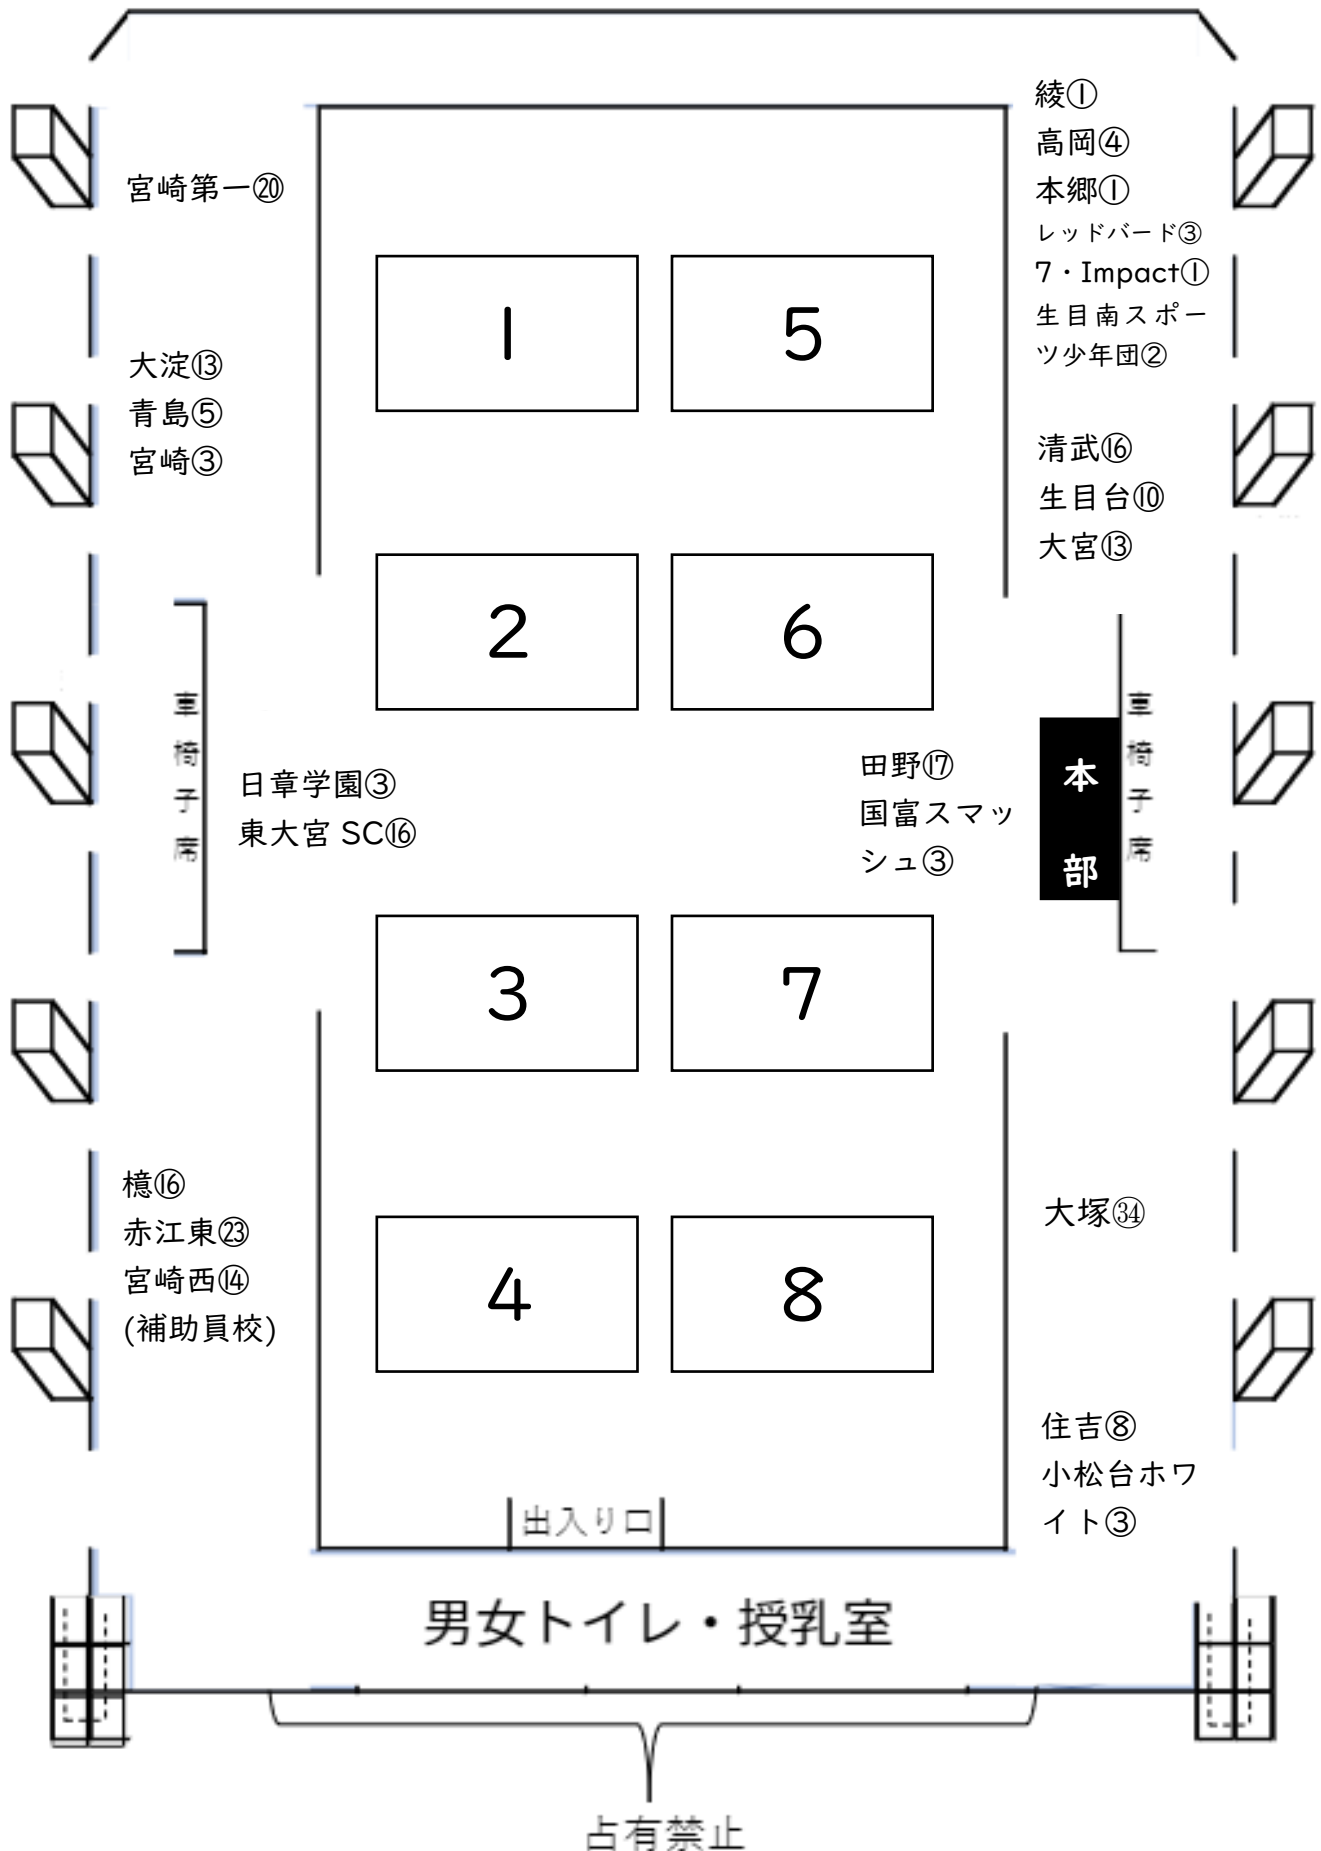 綾①
高岡④
本郷①
レッドバード③
7・Impact①
生目南スポー
ツ少年団②
宮崎第一⑳
1
5
大淀⑬
青島⑤
宮崎③
清武⑯
生目台⑩
大宮⑬
2
6
車椅子席
日章学園③
東大宮 SC⑯
田野⑰
国富スマッ
シュ③
本部
車椅子席
3
7
檍⑯
赤江東㉓
宮崎西⑭
(補助員校)
大塚㉞
4
8
住吉⑧
小松台ホワ
イト③
出入り口
男女トイレ・授乳室
占有禁止